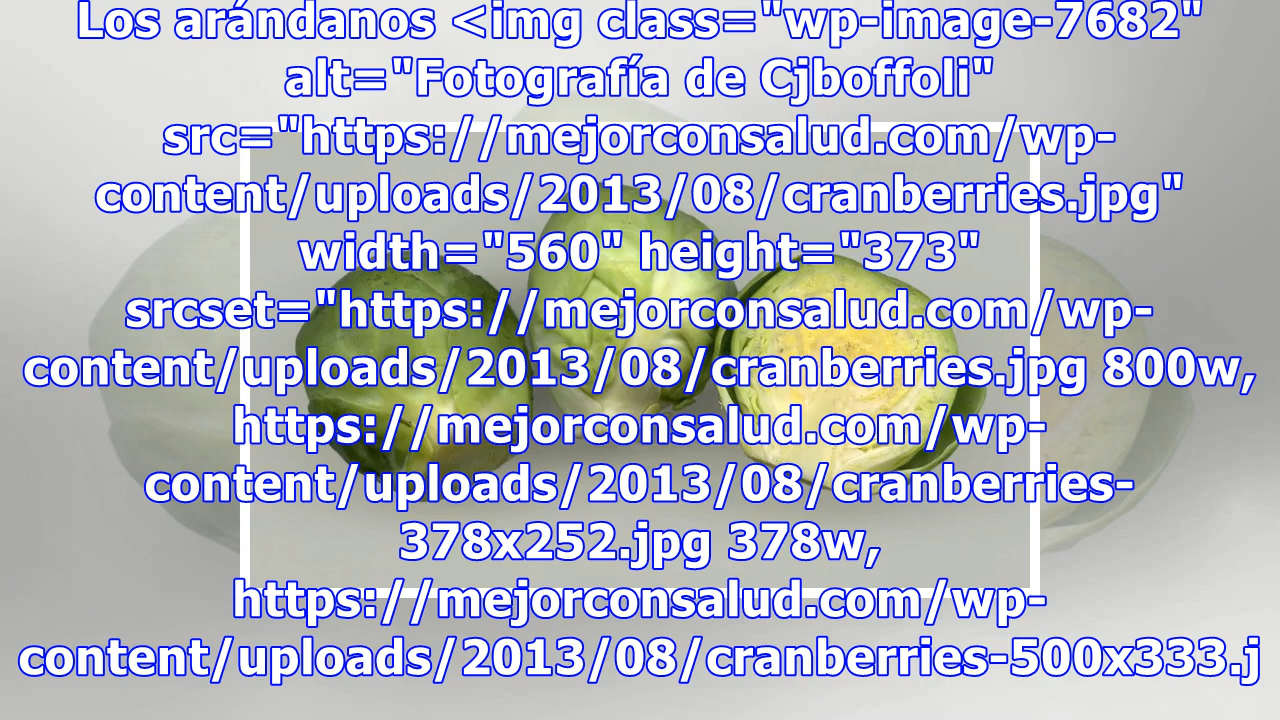 Los arándanos <img class="wp-image-7682"
alt="Fotografía de Cjboffoli"
src="https://mejorconsalud.com/wp-
content/uploads/2013/08/cranberries.jpg"
width="560" height="373"
srcset="https://mejorconsalud.com/wp-
content/uploads/2013/08/cranberries.jpg 800w,
https://mejorconsalud.com/wp-
content/uploads/2013/08/cranberries-
378x252.jpg 378w,
https://mejorconsalud.com/wp-
content/uploads/2013/08/cranberries-500x333.j